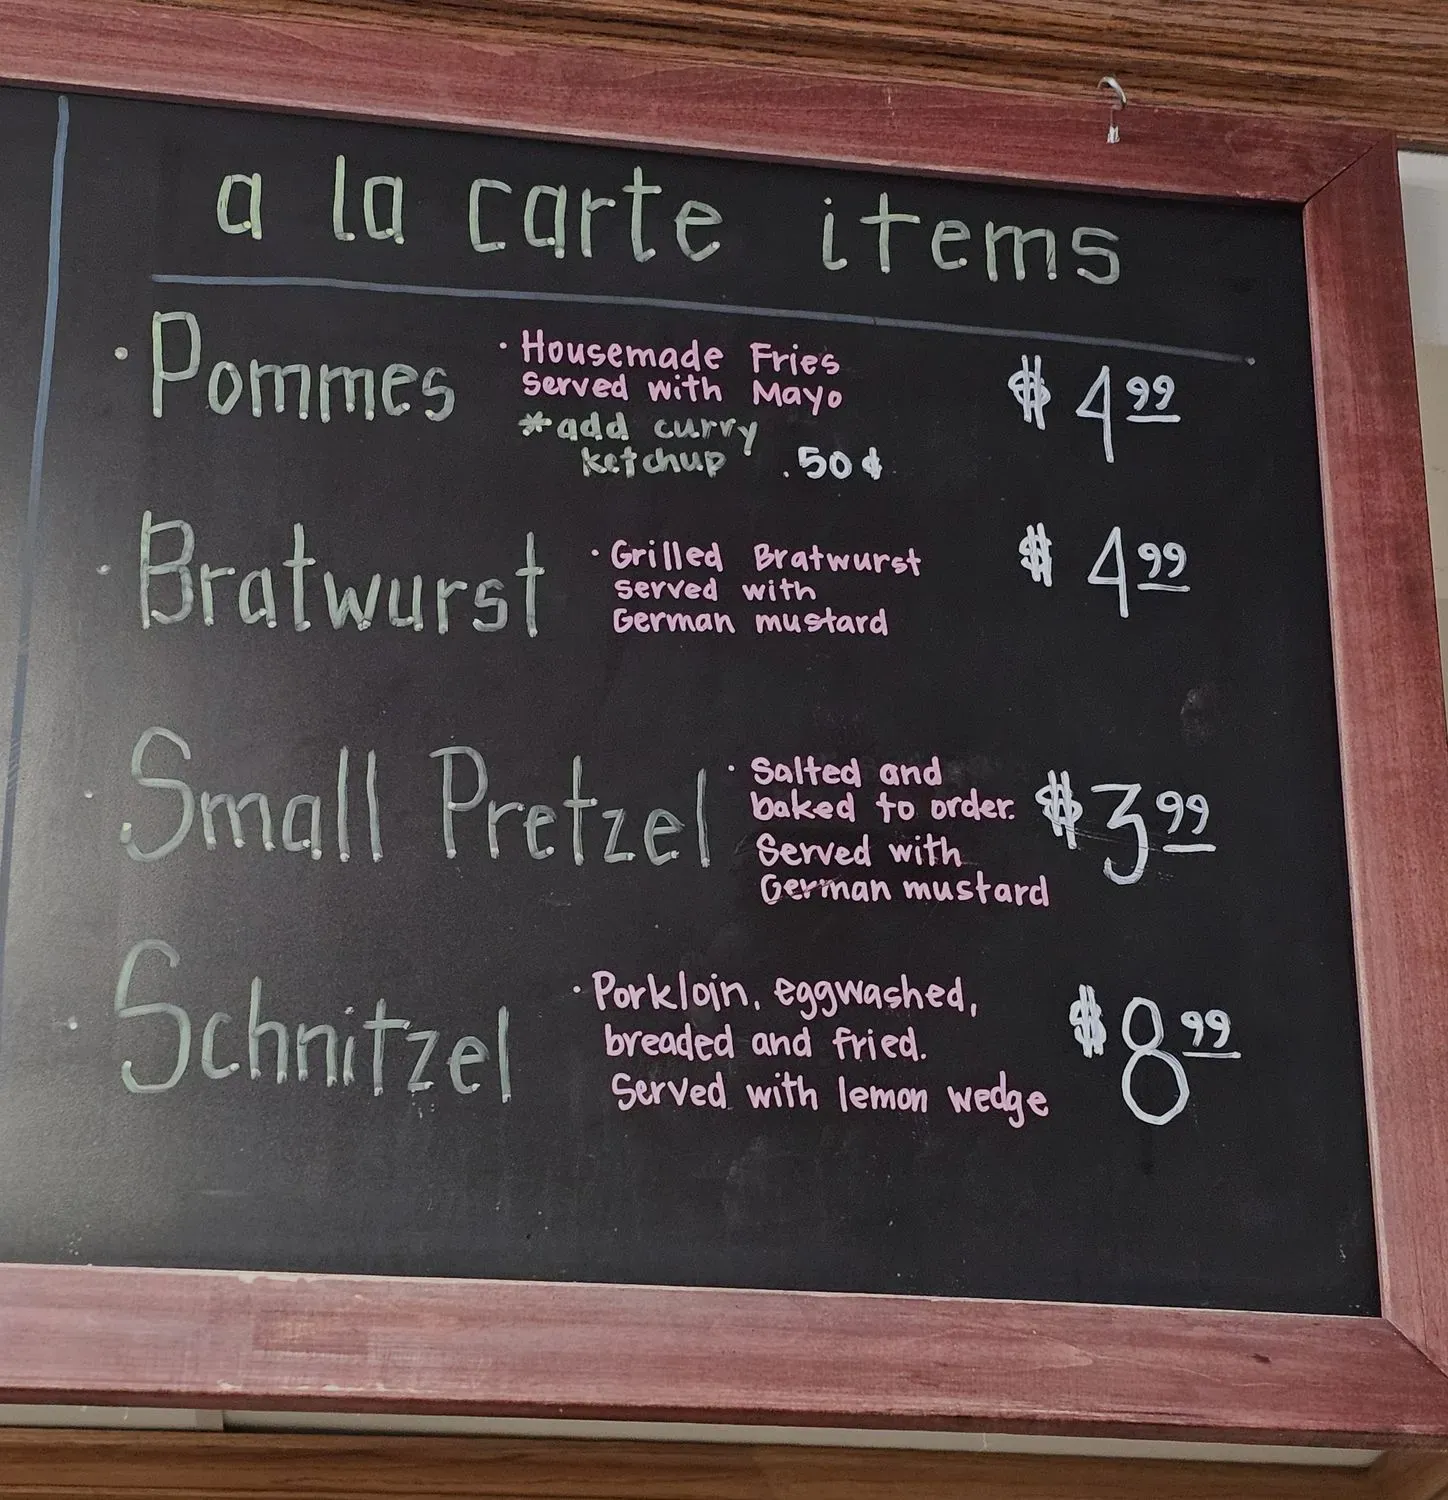 a la carte items
· Pommes · Housemade Fries $ 4 99
served with Mayo
*add curry
ketchup .50¢
· Bratwurst · Grilled Bratwurst $ 4 99
served with
German mustard
· Small Pretzel · Salted and $3 99
baked to order.
Served with
German mustard
· Schnitzel · Porkloin, eggwashed, $8 99
breaded and fried.
Served with lemon wedge